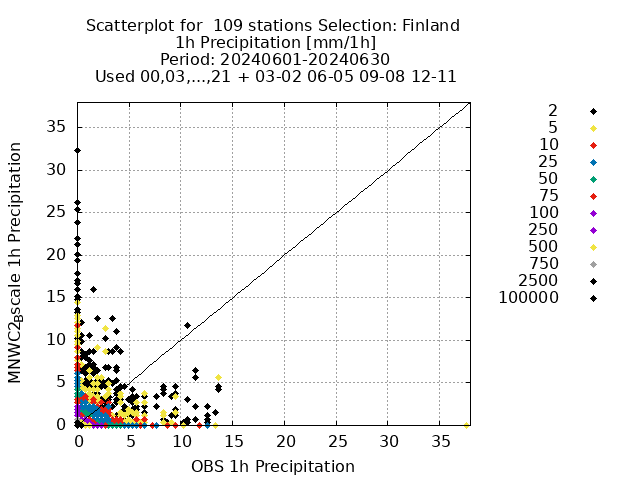 Scatterplot for  109 stations Selection: Finland
1h Precipitation [mm/1h]
Period: 20240601-20240630
Used 00,03,...,21 + 03-02 06-05 09-08 12-11
MNWC2Bscale 1h Precipitation
35
30
25
20
15
10
5
0
0 5 10 15 20 25 30 35
OBS 1h Precipitation
2
5
10
25
50
75
100
250
500
750
2500
100000